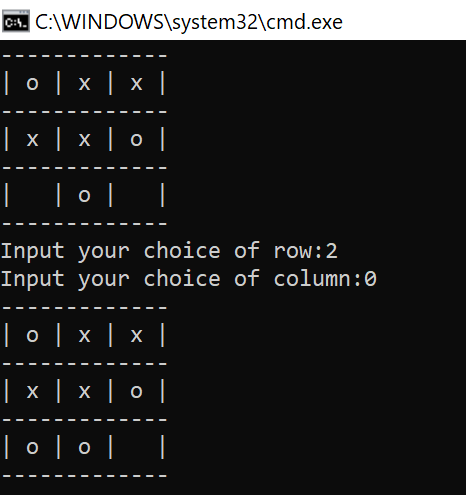 C:\WINDOWS\system32\cmd.exe
-------------
| o | x | x |
-------------
| x | x | o |
-------------
|   | o |   |
-------------
Input your choice of row:2
Input your choice of column:0
-------------
| o | x | x |
-------------
| x | x | o |
-------------
| o | o |   |
-------------